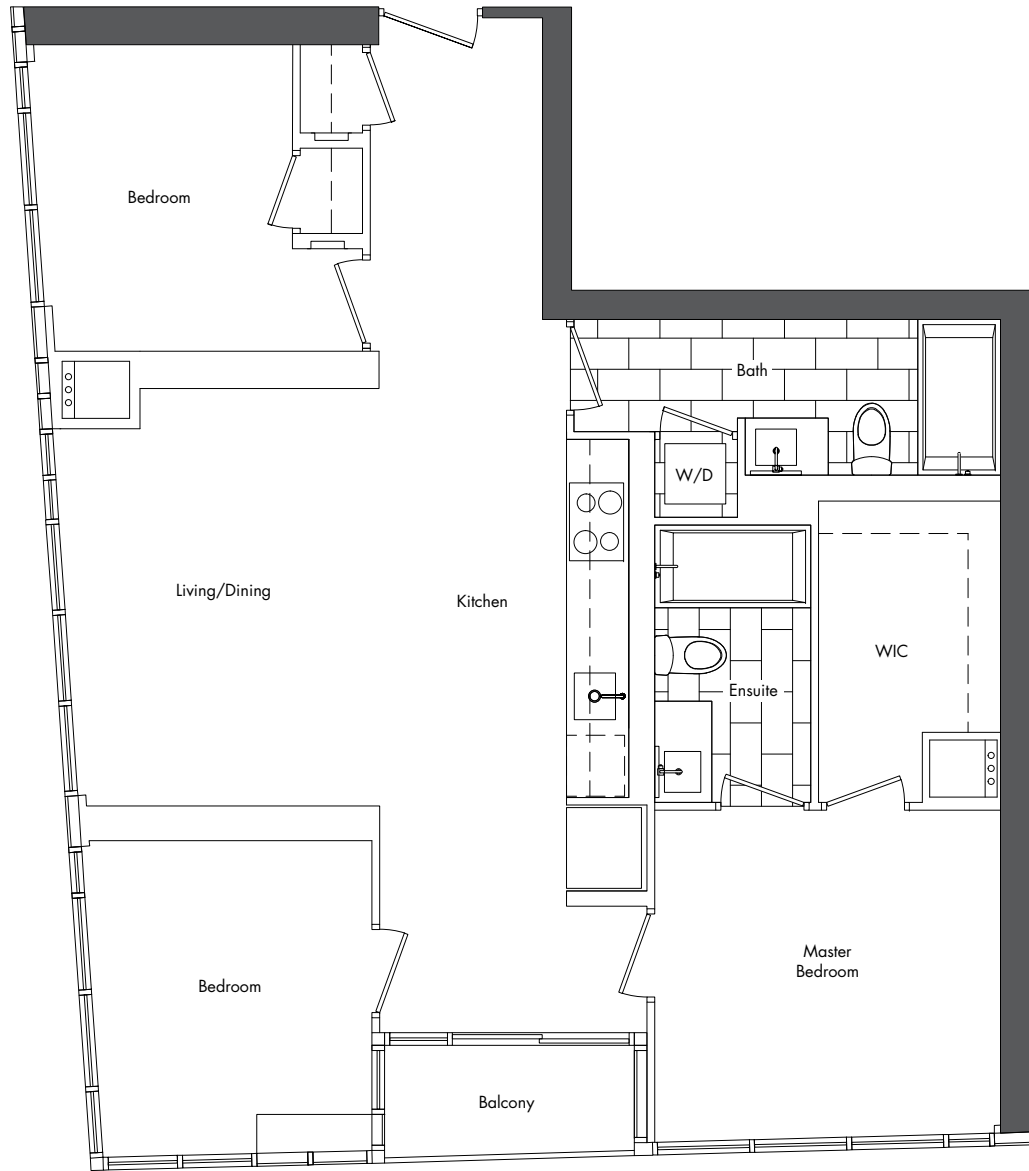 Bedroom
Bath
W/D
Living/Dining
Kitchen
WIC
Ensuite
Master
Bedroom
Bedroom
Balcony